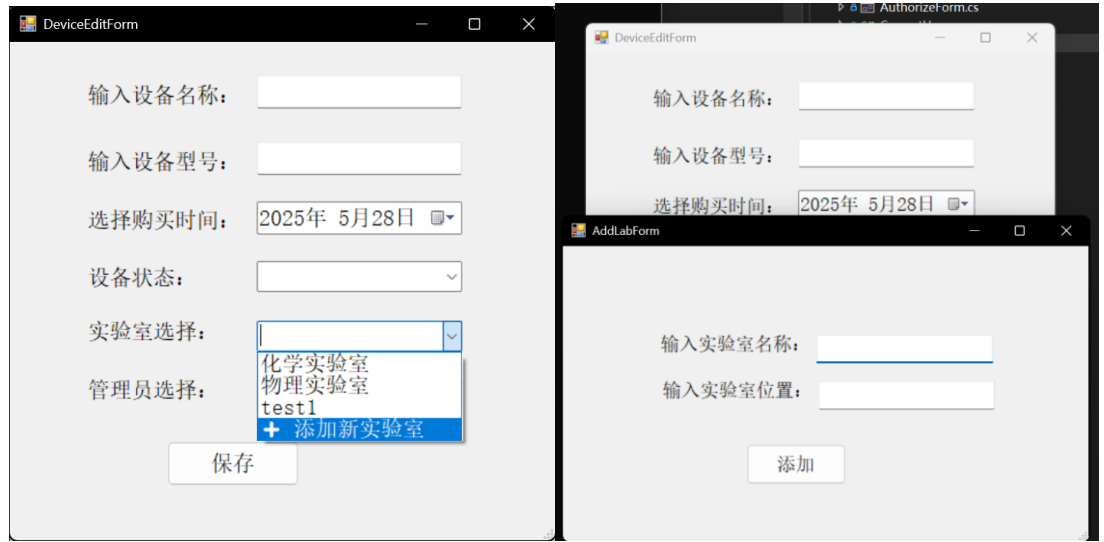 DeviceEditForm
输入设备名称：
输入设备型号：
选择购买时间：
2025年 5月28日
设备状态：
实验室选择：
化学实验室
物理实验室
test1
➕ 添加新实验室
管理员选择：
保存
AuthorizeForm.cs
DeviceEditForm
输入设备名称：
输入设备型号：
选择购买时间：
2025年 5月28日
AddLabForm
输入实验室名称：
输入实验室位置：
添加